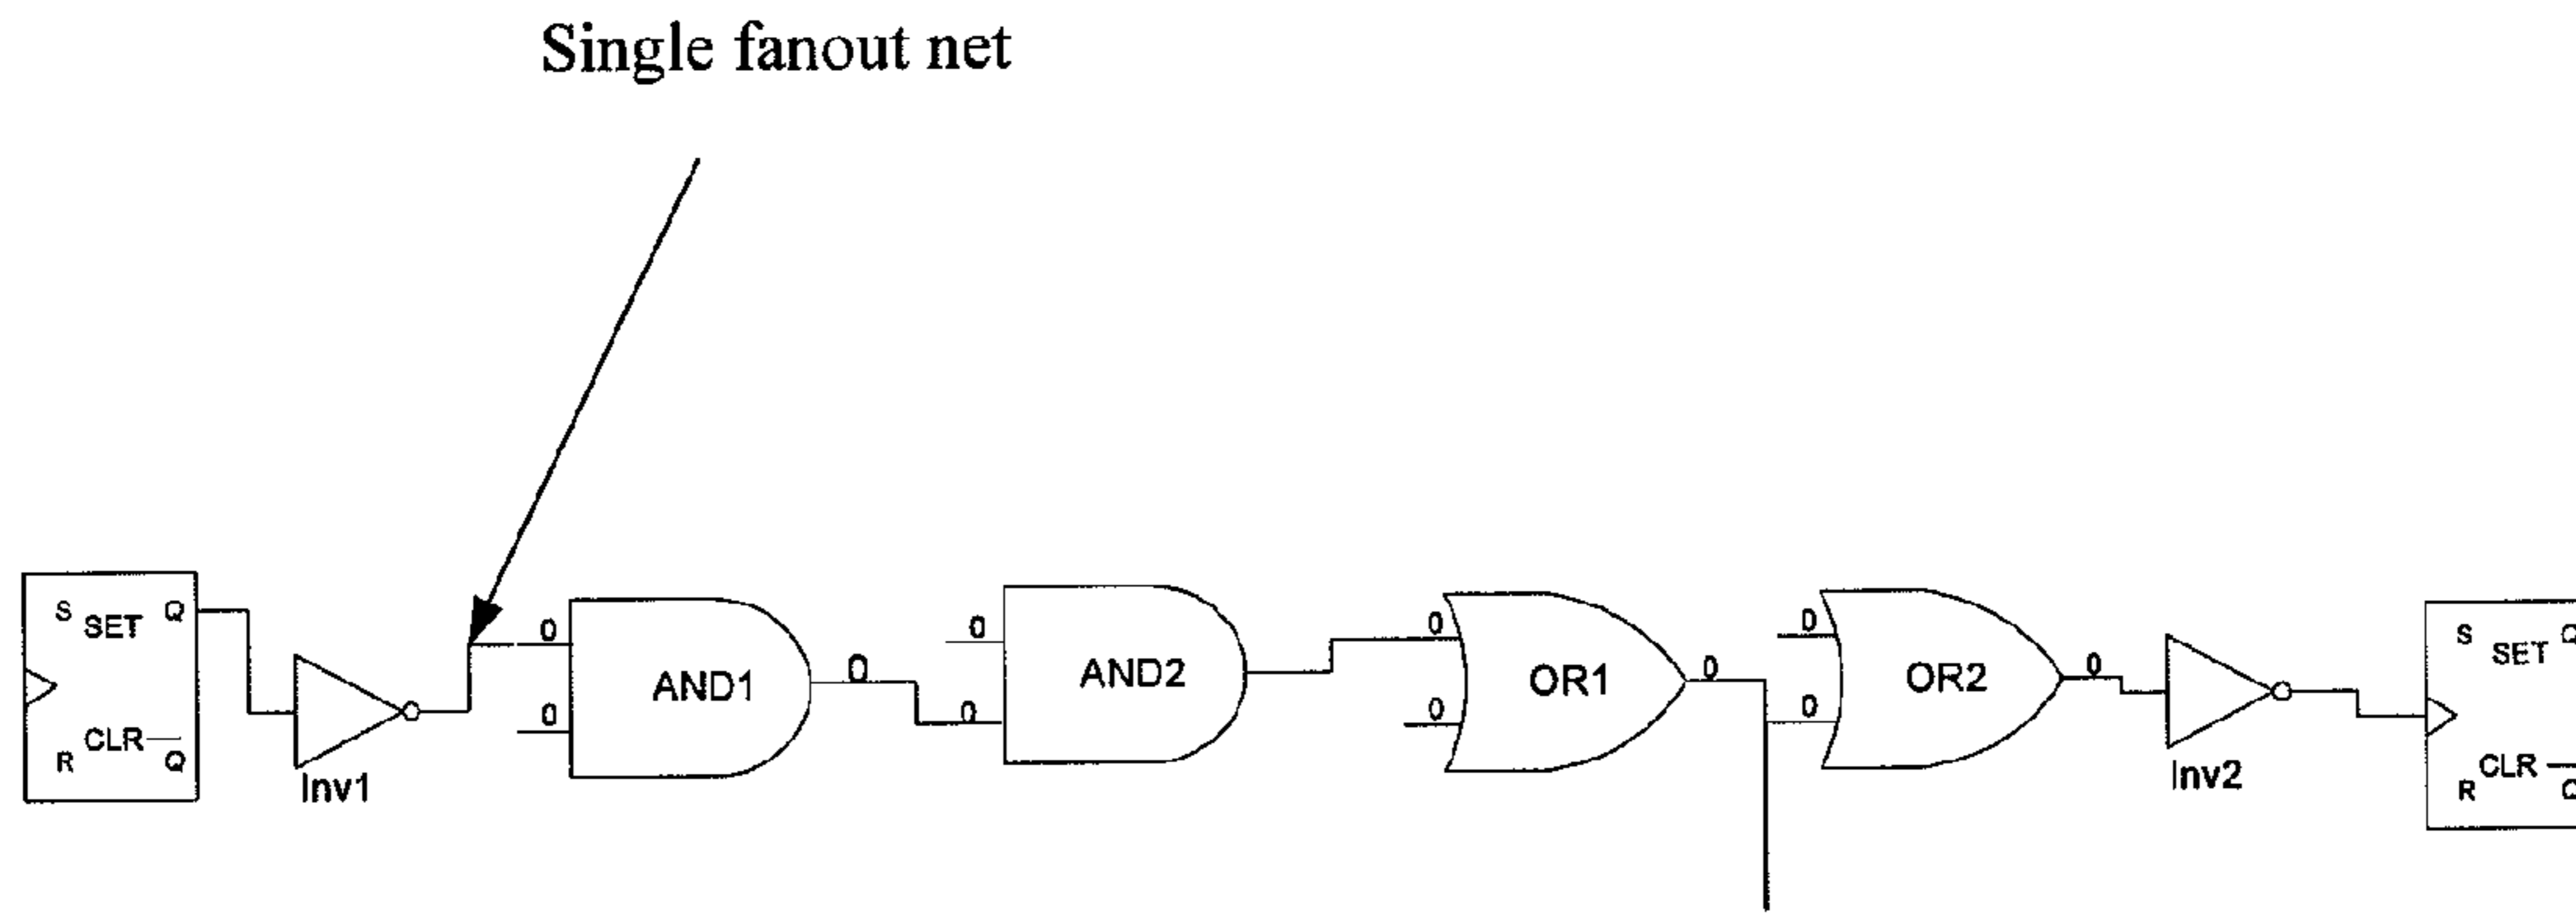 Single fanout net
S SET Q
CLR
R Q
Inv1
0
0
AND1
0
0
0
AND2
0
0
OR1
0
0
0
OR2
0
Inv2
S SET Q
CLR
R Q